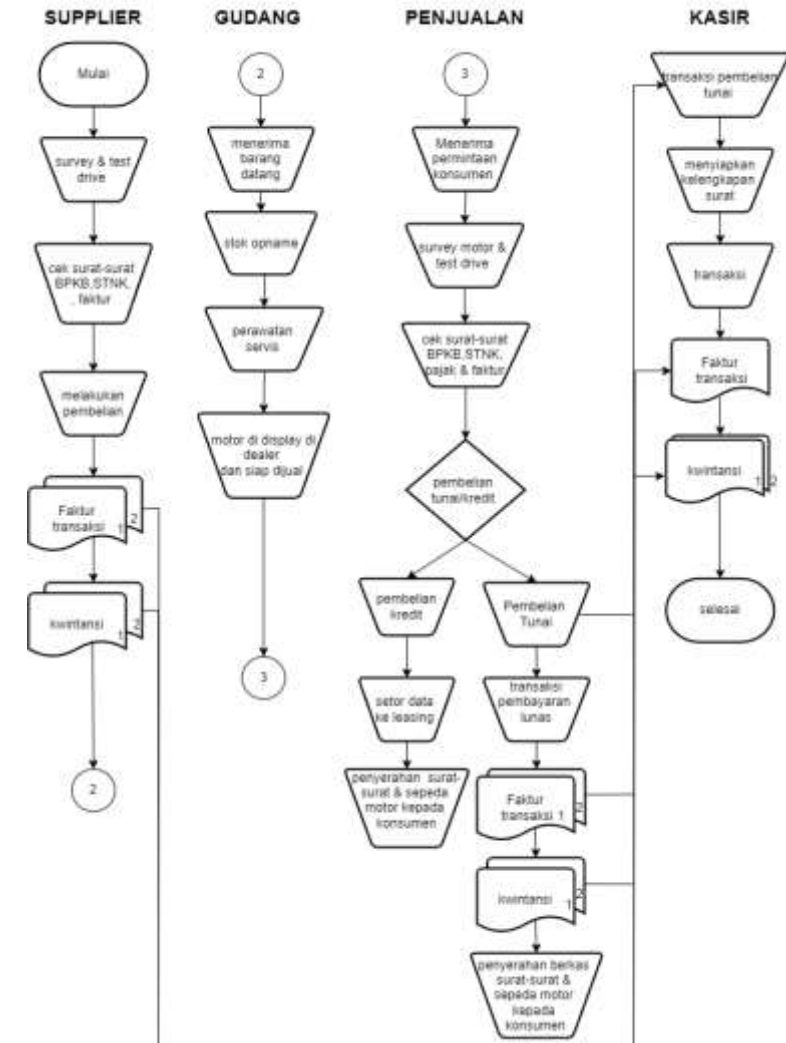 SUPPLIER
Mulai
survey & test
drive
cek surat-surat
BPKB,STNK,
, faktur
melakukan
pembelian
Faktur
transaksi
1
2
kwintansi
1
2
2
GUDANG
2
menerima
barang
datang
stok opname
perawatan
servis
motor di display di
dealer
dan siap dijual
3
PENJUALAN
3
Menerima
permintaan
konsumen
survey motor &
test drive
cek surat-surat
BPKB,STNK,
pajak & faktur
pembelian
tunai/kredit
pembelian
kredit
setor data
ke leasing
penyerahan surat-
surat & sepeda
motor kepada
konsumen
Pembelian
Tunai
transaksi
pembayaran
lunas
Faktur
transaksi 1
2
kwintansi
1
2
penyerahan berkas
surat-surat &
sepeda motor
kepada
konsumen
KASIR
transaksi pembelian
tunai
menyiapkan
kelengkapan
surat
transaksi
Faktur
transaksi
kwintansi
1
2
selesai